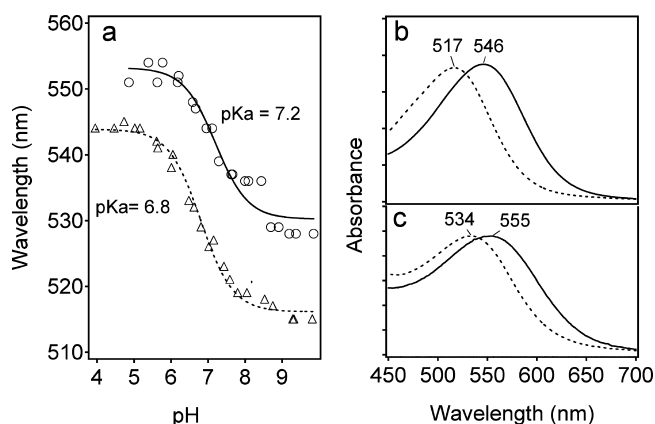 a
560
550
540
530
520
510
Wavelength (nm)
pKa = 7.2
pKa= 6.8
4 5 6 7 8 9
pH
b
517 546
c
534 555
Absorbance
450 500 550 600 650 700
Wavelength (nm)